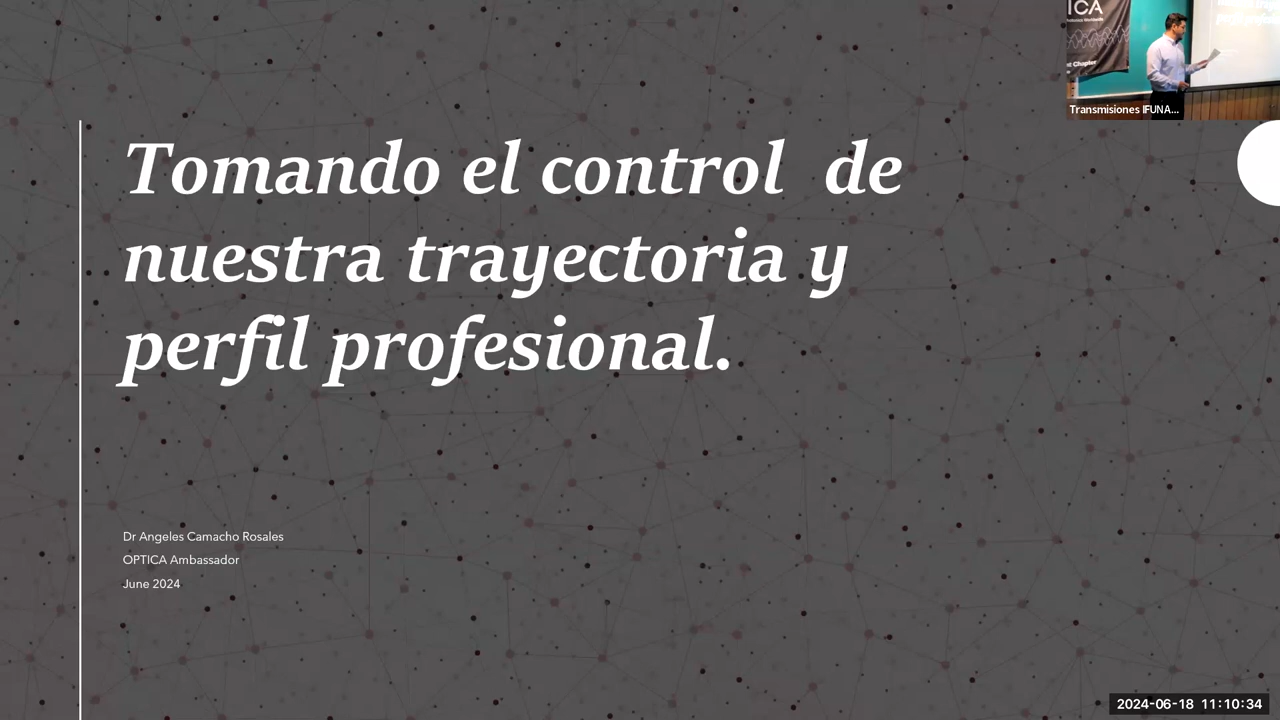 ICA
Transmisiones IFUNA...
Tomando el control  de
nuestra trayectoria y
perfil profesional.
Dr Angeles Camacho Rosales
OPTICA Ambassador
June 2024
2024-06-18 11:10:34